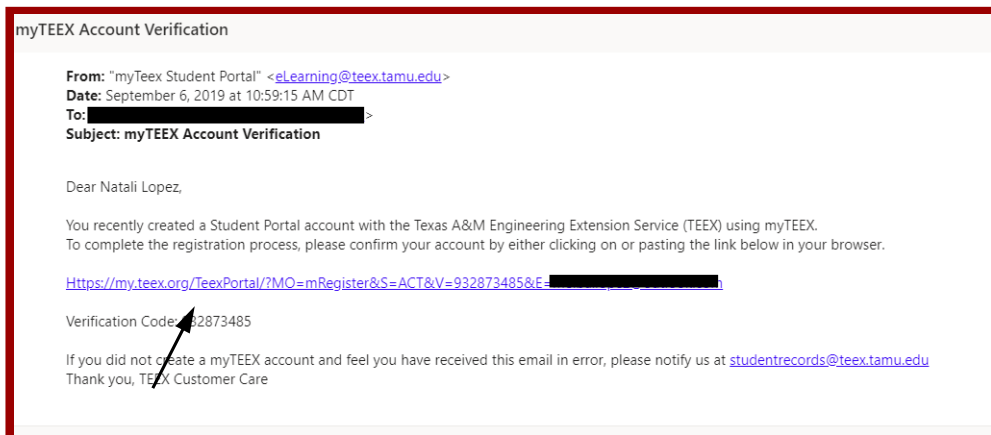 myTEEX Account Verification
From: "myTeex Student Portal" <eLearning@teex.tamu.edu>
Date: September 6, 2019 at 10:59:15 AM CDT
To: >
Subject: myTEEX Account Verification
Dear Natali Lopez,
You recently created a Student Portal account with the Texas A&M Engineering Extension Service (TEEX) using myTEEX.
To complete the registration process, please confirm your account by either clicking on or pasting the link below in your browser.
Https://my.teex.org/TeexPortal/?MO=mRegister&S=ACT&V=932873485&E=
Verification Code: 932873485
If you did not create a myTEEX account and feel you have received this email in error, please notify us at studentrecords@teex.tamu.edu
Thank you, TEEX Customer Care